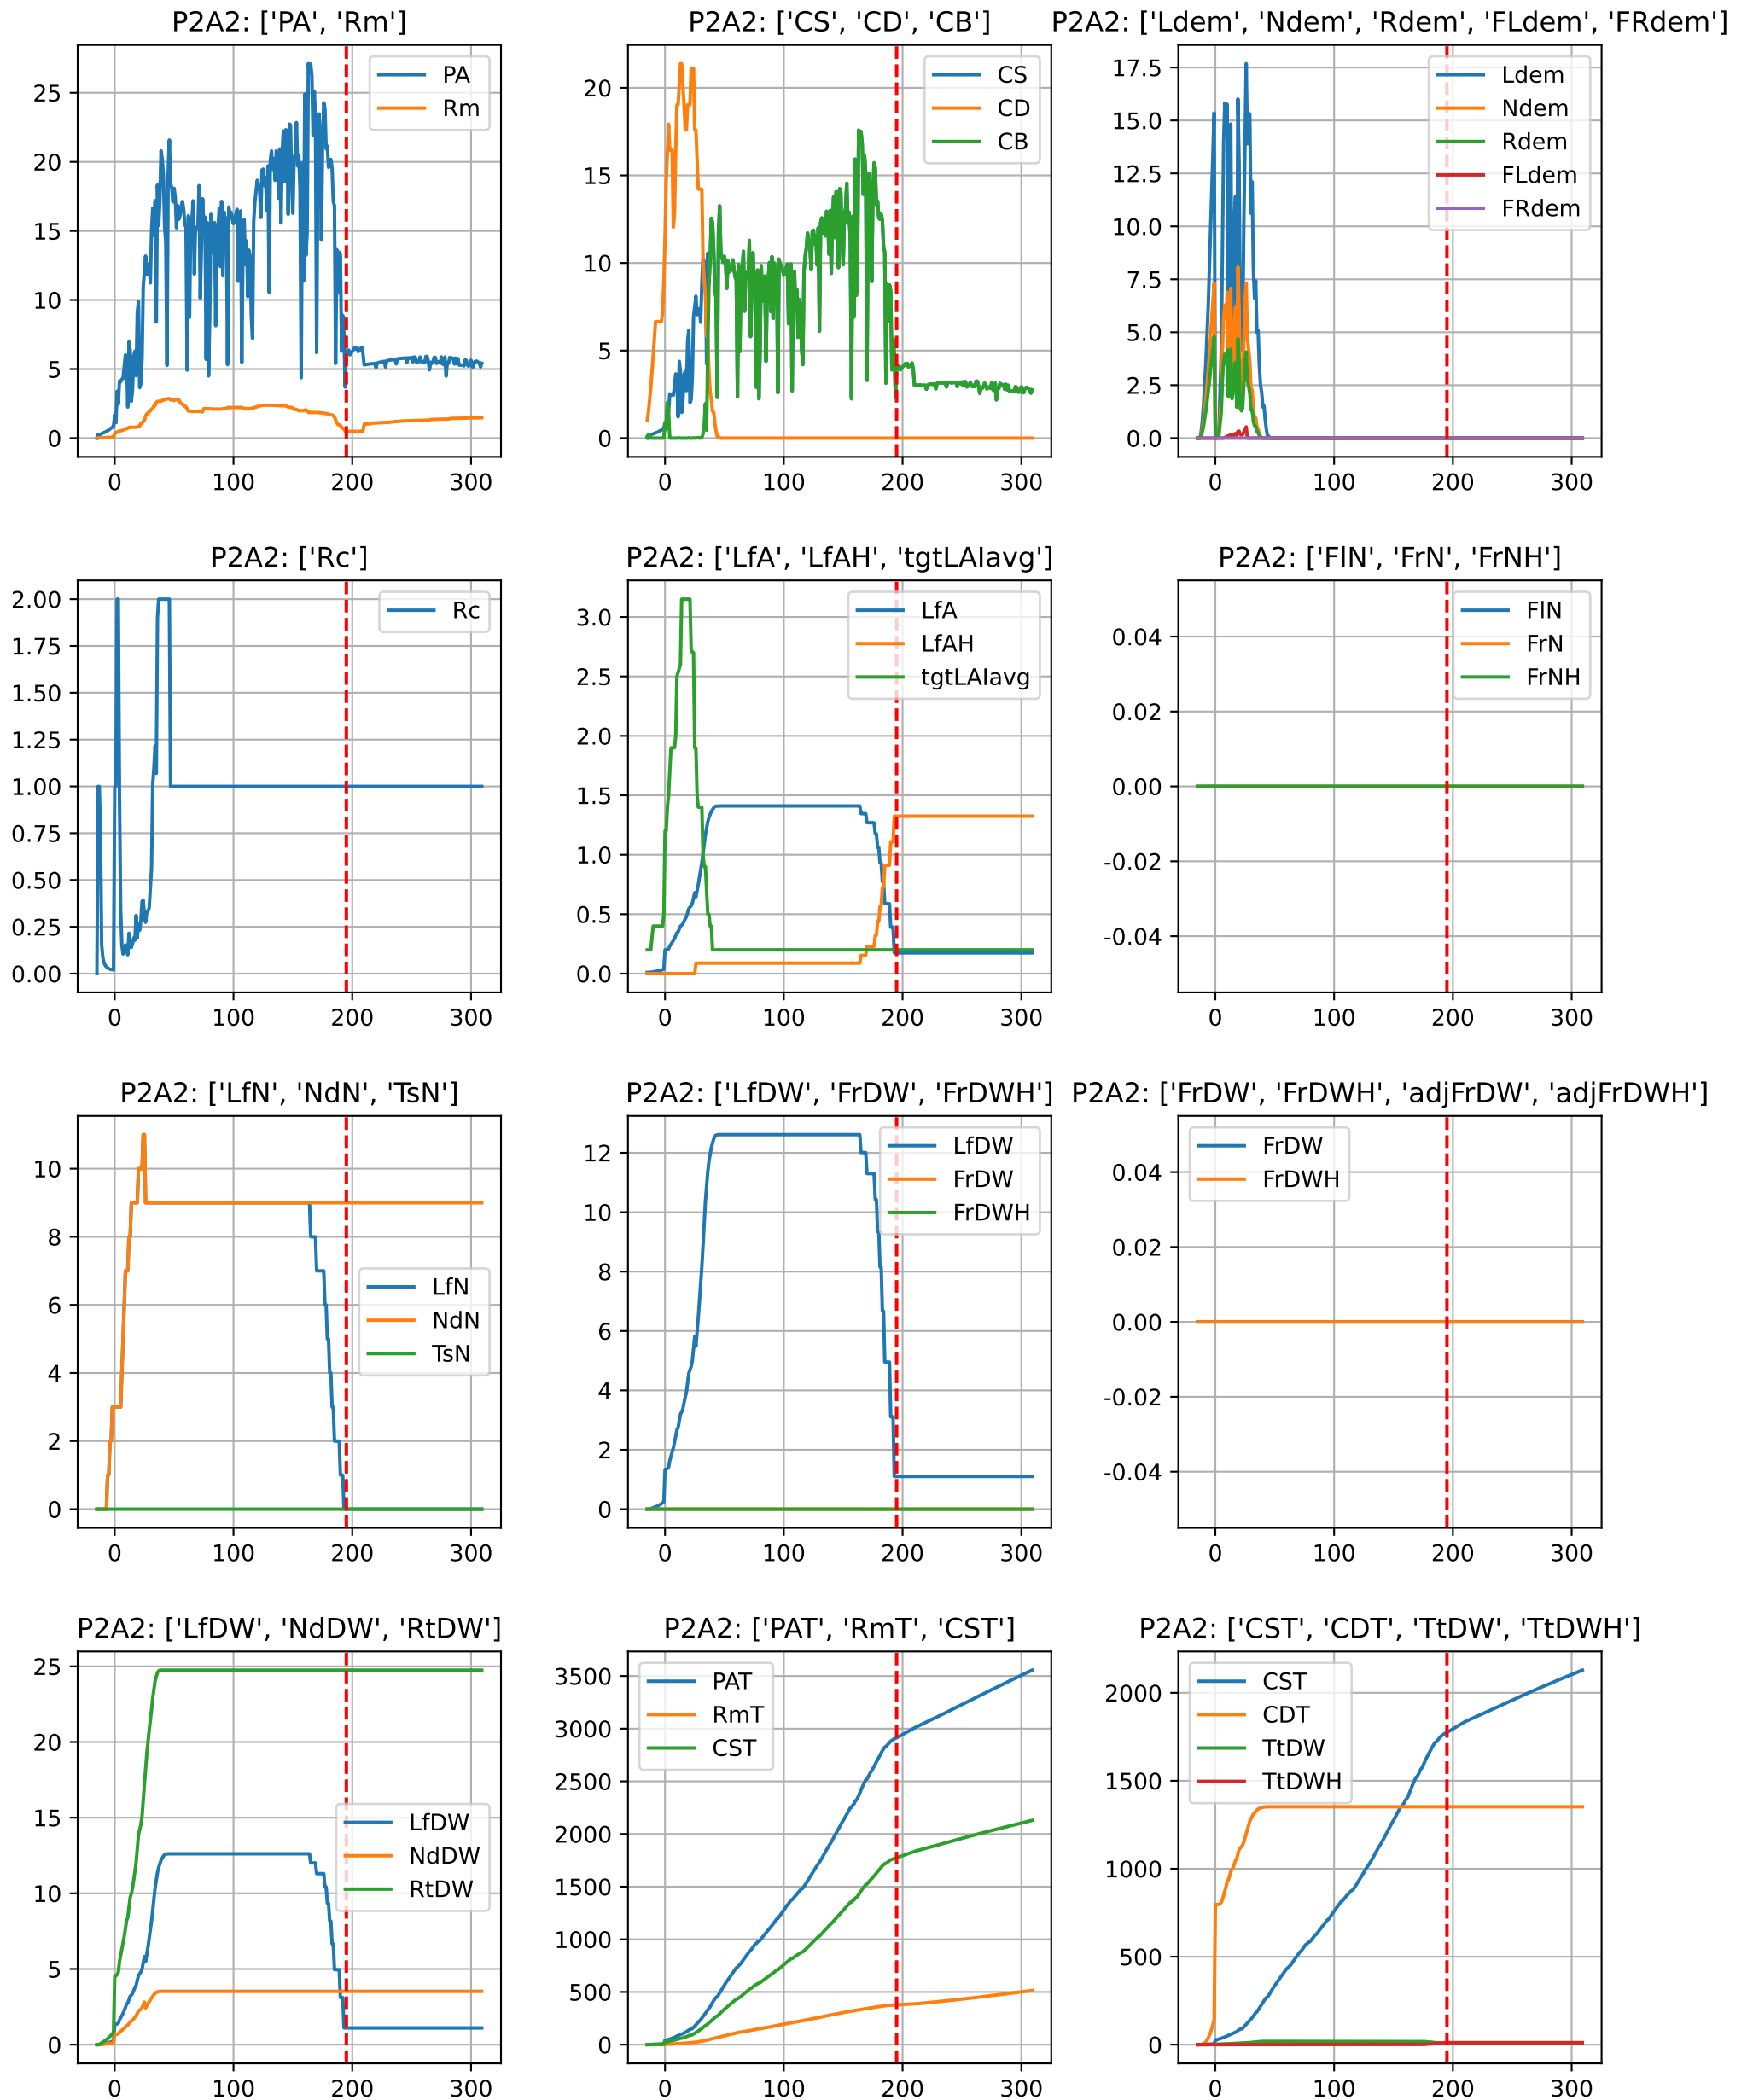 P2A2: ['PA', 'Rm']
25
20
15
10
5
0
0 100 200 300
PA
Rm
P2A2: ['CS', 'CD', 'CB']
20
15
10
5
0
0 100 200 300
CS
CD
CB
P2A2: ['Ldem', 'Ndem', 'Rdem', 'FLdem', 'FRdem']
17.5
15.0
12.5
10.0
7.5
5.0
2.5
0.0
0 100 200 300
Ldem
Ndem
Rdem
FLdem
FRdem
P2A2: ['Rc']
2.00
1.75
1.50
1.25
1.00
0.75
0.50
0.25
0.00
0 100 200 300
Rc
P2A2: ['LfA', 'LfAH', 'tgtLAIavg']
3.0
2.5
2.0
1.5
1.0
0.5
0.0
0 100 200 300
LfA
LfAH
tgtLAIavg
P2A2: ['FlN', 'FrN', 'FrNH']
0.04
0.02
0.00
-0.02
-0.04
0 100 200 300
FlN
FrN
FrNH
P2A2: ['LfN', 'NdN', 'TsN']
10
8
6
4
2
0
0 100 200 300
LfN
NdN
TsN
P2A2: ['LfDW', 'FrDW', 'FrDWH']
12
10
8
6
4
2
0
0 100 200 300
LfDW
FrDW
FrDWH
P2A2: ['FrDW', 'FrDWH', 'adjFrDW', 'adjFrDWH']
0.04
0.02
0.00
-0.02
-0.04
0 100 200 300
FrDW
FrDWH
P2A2: ['LfDW', 'NdDW', 'RtDW']
25
20
15
10
5
0
0 100 200 300
LfDW
NdDW
RtDW
P2A2: ['PAT', 'RmT', 'CST']
3500
3000
2500
2000
1500
1000
500
0
0 100 200 300
PAT
RmT
CST
P2A2: ['CST', 'CDT', 'TtDW', 'TtDWH']
2000
1500
1000
500
0
0 100 200 300
CST
CDT
TtDW
TtDWH